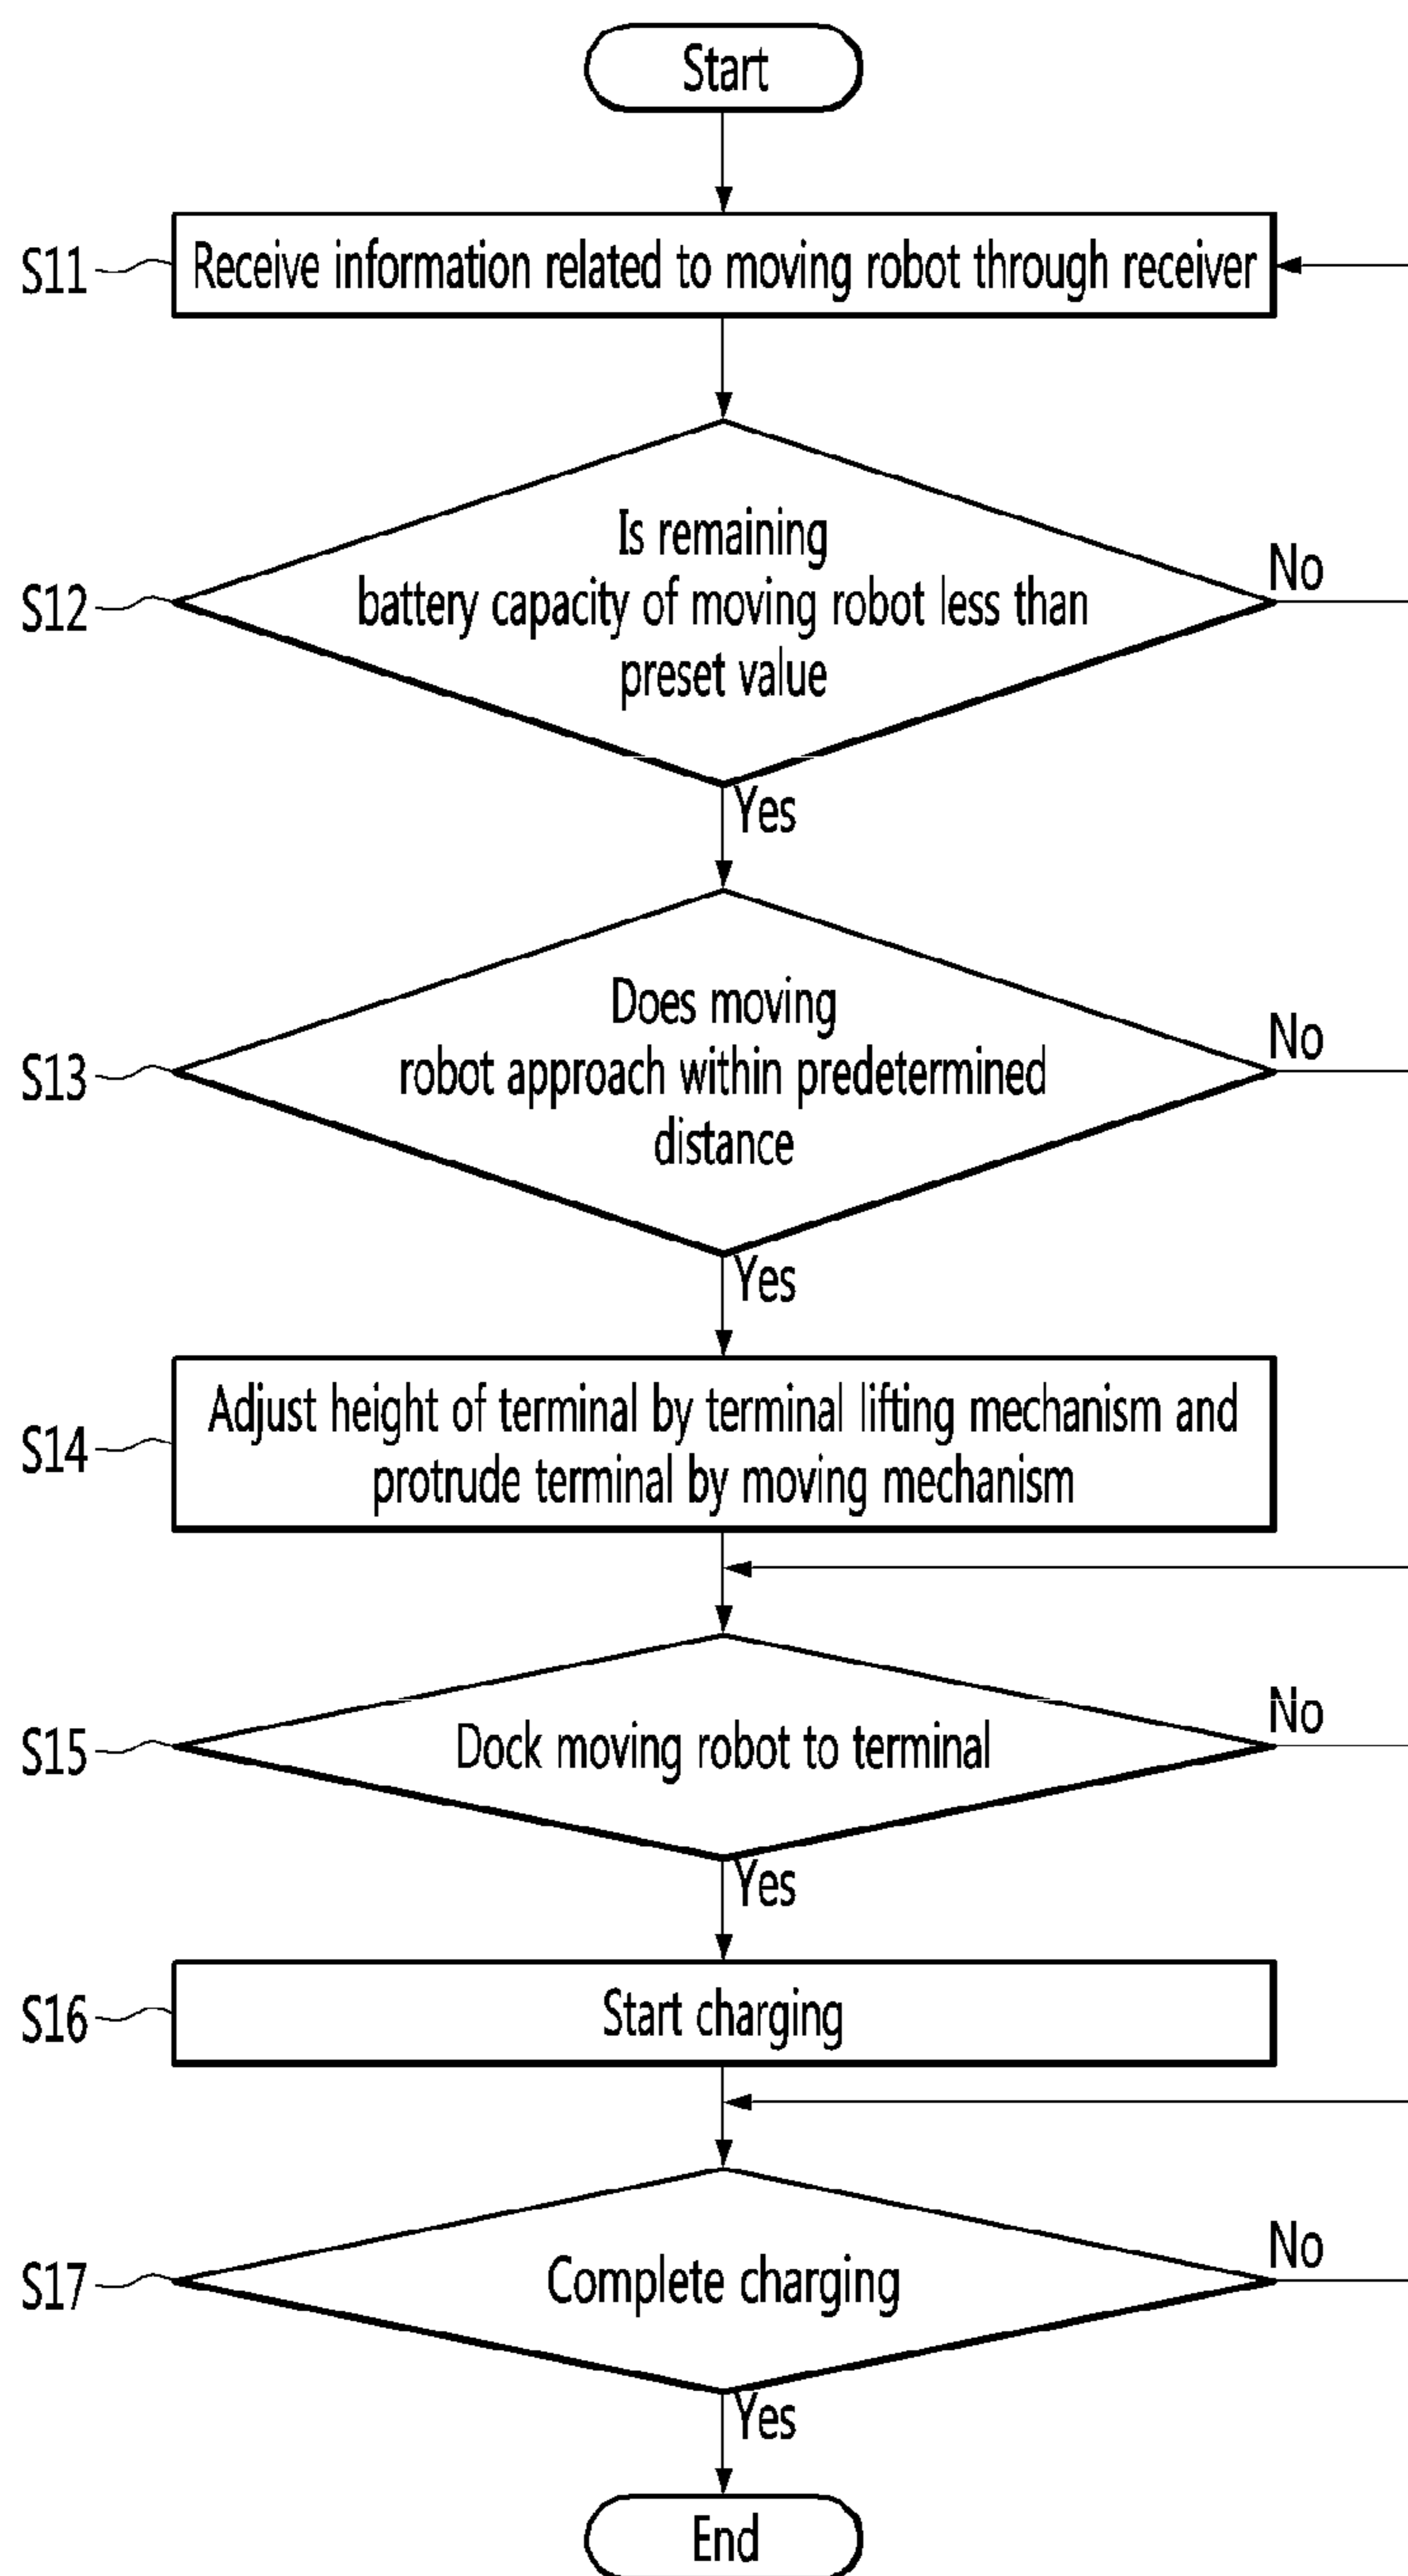 Start
S11
Receive information related to moving robot through receiver
Is remaining
No
S12
battery capacity of moving robot less than
preset value
Yes
Does moving
No
S13
robot approach within predetermined
distance
Yes
Adjust height of terminal by terminal lifting mechanism and
S14
protrude terminal by moving mechanism
No
S15
Dock moving robot to terminal
Yes
S16
Start charging
No
S17
Complete charging
Yes
End